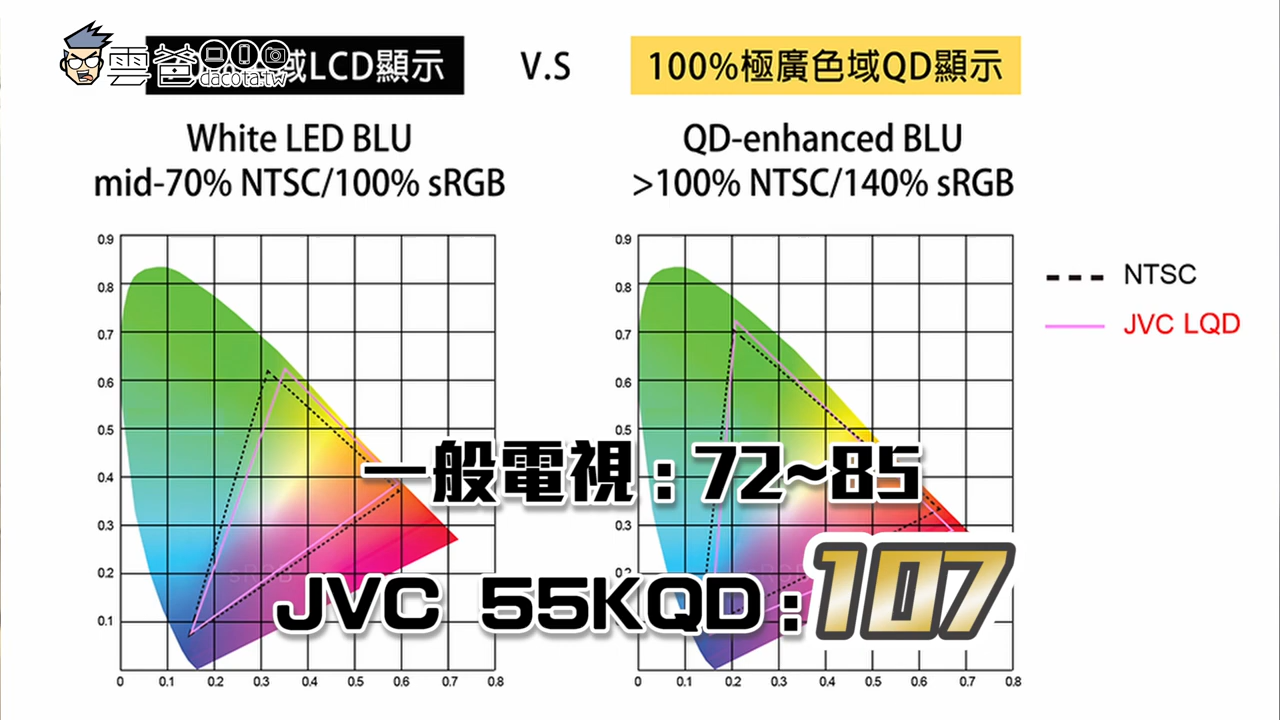 雲爸
dacota.tw
域LCD顯示
V.S
100%極廣色域QD顯示
White LED BLU
mid-70% NTSC/100% sRGB
QD-enhanced BLU
>100% NTSC/140% sRGB
NTSC
JVC LQD
0.9
0.8
0.7
0.6
0.5
0.4
0.3
0.2
0.1
0 0.1 0.2 0.3 0.4 0.5 0.6 0.7 0.8
0.9
0.8
0.7
0.6
0.5
0.4
0.3
0.2
0.1
0 0.1 0.2 0.3 0.4 0.5 0.6 0.7 0.8
sRGB
一般電視：72~85
JVC 55KQD：107